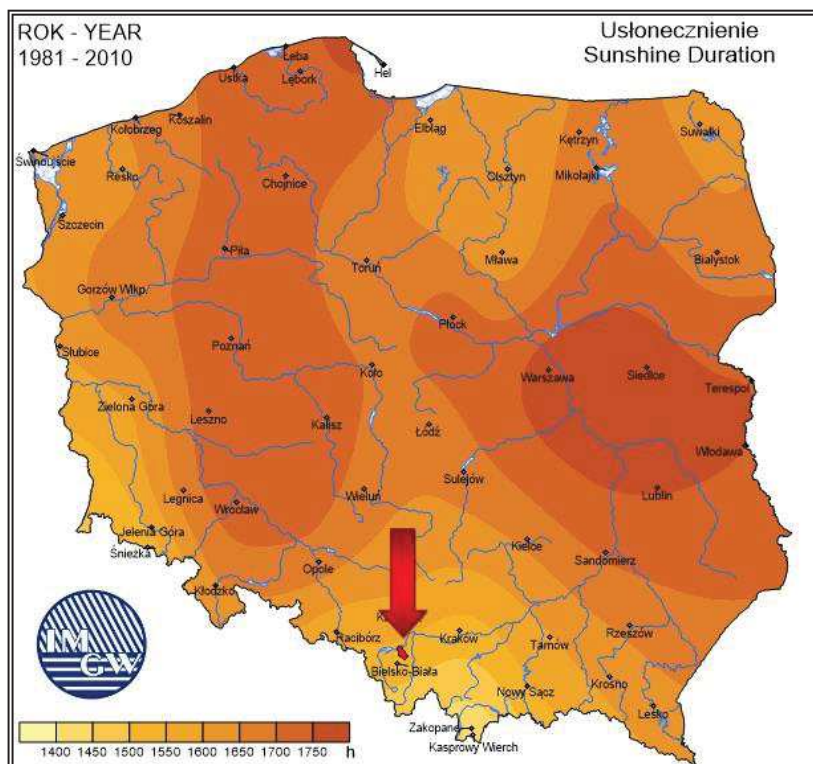 ROK - YEAR
1981 - 2010
Usłonecznienie
Sunshine Duration
Łeba
Hel
Ustka
Lębork
Koszalin
Kołobrzeg
Elbląg
Kętrzyn
Suwałki
Świnoujście
Resko
Chojnice
Olsztyn
Mikołajki
Szczecin
Piła
Toruń
Mława
Białystok
Gorzów Wlkp.
Płock
Słubice
Poznań
Koło
Warszawa
Siedlce
Terespol
Zielona Góra
Leszno
Kalisz
Łódź
Włodawa
Sulejów
Legnica
Wrocław
Wieluń
Lublin
Jelenia Góra
Śnieżka
Kielce
Opole
Sandomierz
Kłodzko
Racibórz
Kraków
Tarnów
Rzeszów
Bielsko-Biała
Nowy Sącz
Krosno
Lesko
Zakopane
Kasprowy Wierch
IM
GW
1400 1450 1500 1550 1600 1650 1700 1750 h